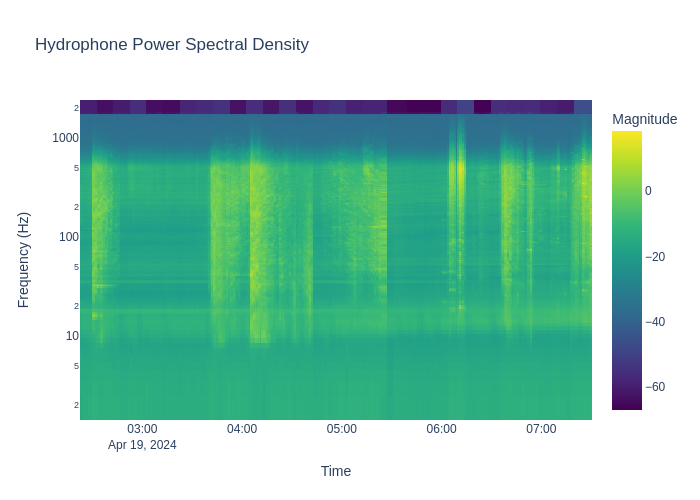 Hydrophone Power Spectral Density
Magnitude
0
−20
−40
−60
Frequency (Hz)
2
1000
5
2
100
5
2
10
5
2
03:00 04:00 05:00 06:00 07:00
Apr 19, 2024
Time